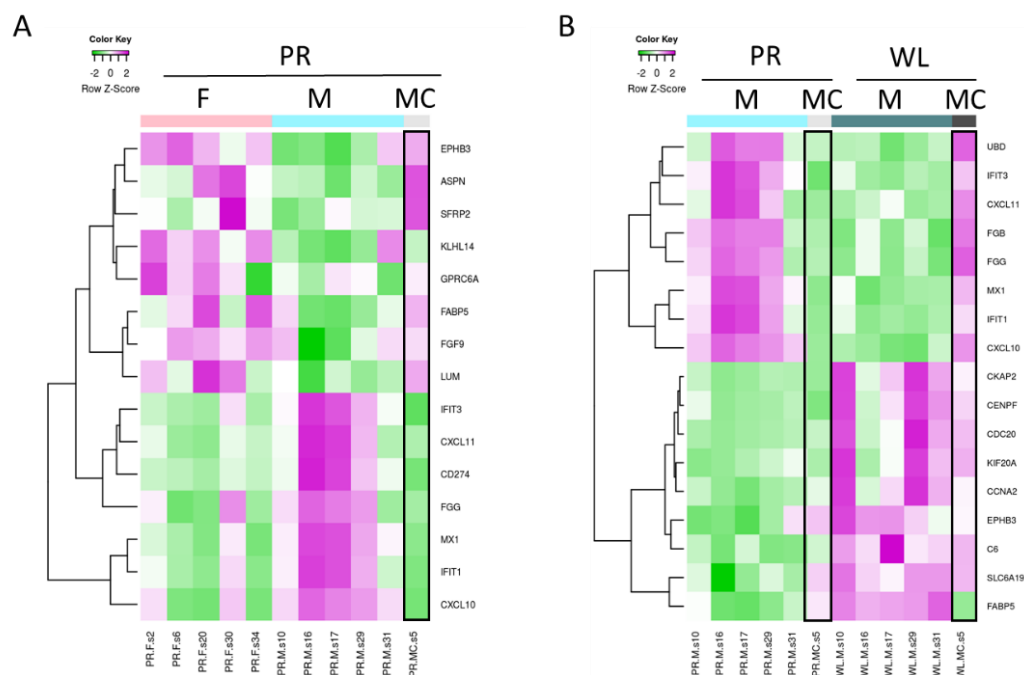 A
Color Key
-2 0 2
Row Z-Score
PR
F M MC
EPHB3
ASPN
SFRP2
KLHL14
GPRC6A
FABP5
FGF9
LUM
IFIT3
CXCL11
CD274
FGG
MX1
IFIT1
CXCL10
PR.F.s2
PR.F.s6
PR.F.s20
PR.F.s30
PR.F.s34
PR.M.s10
PR.M.s16
PR.M.s17
PR.M.s29
PR.M.s31
PR.MC.s5
B
Color Key
-2 0 2
Row Z-Score
PR WL
M MC M MC
UBD
IFIT3
CXCL11
FGB
FGG
MX1
IFIT1
CXCL10
CKAP2
CENPF
CDC20
KIF20A
CCNA2
EPHB3
C6
SLC6A19
FABP5
PR.M.s10
PR.M.s16
PR.M.s17
PR.M.s29
PR.M.s31
PR.MC.s5
WL.M.s10
WL.M.s16
WL.M.s17
WL.M.s29
WL.M.s31
WL.MC.s5